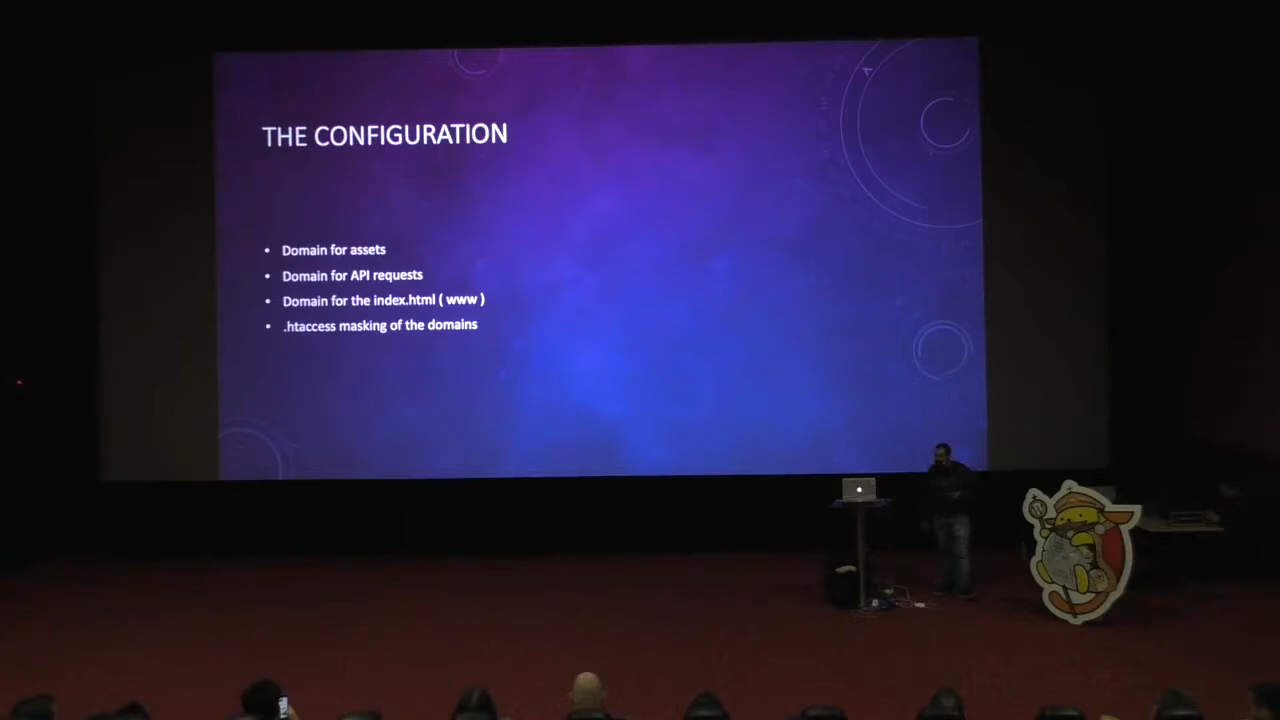 THE CONFIGURATION
• Domain for assets
• Domain for API requests
• Domain for the index.html ( www )
• .htaccess masking of the domains